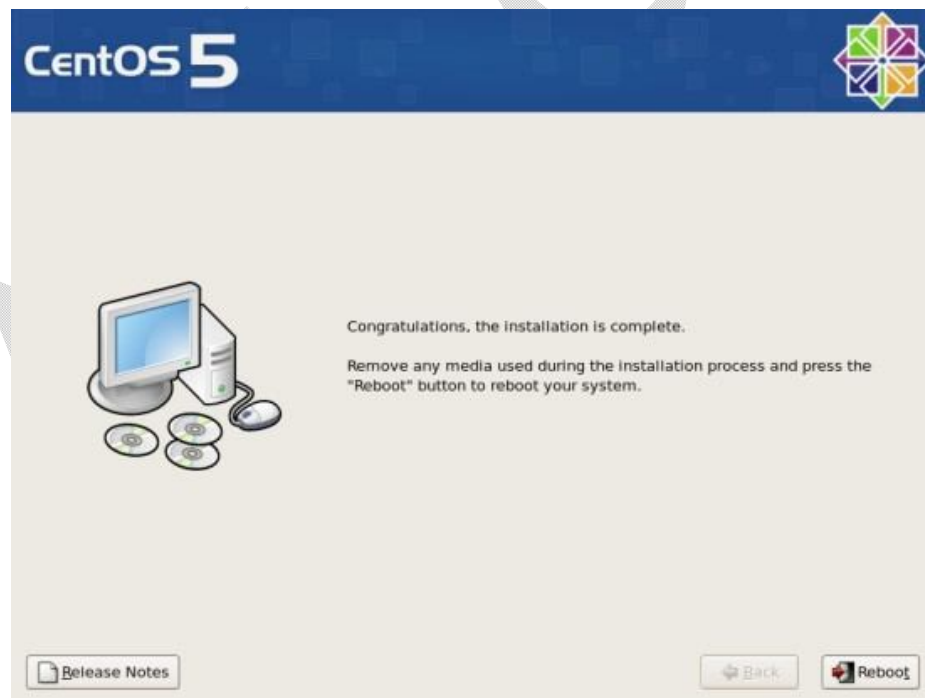 CentOS 5
Congratulations, the installation is complete.
Remove any media used during the installation process and press the
"Reboot" button to reboot your system.
Release Notes
Back
Reboot